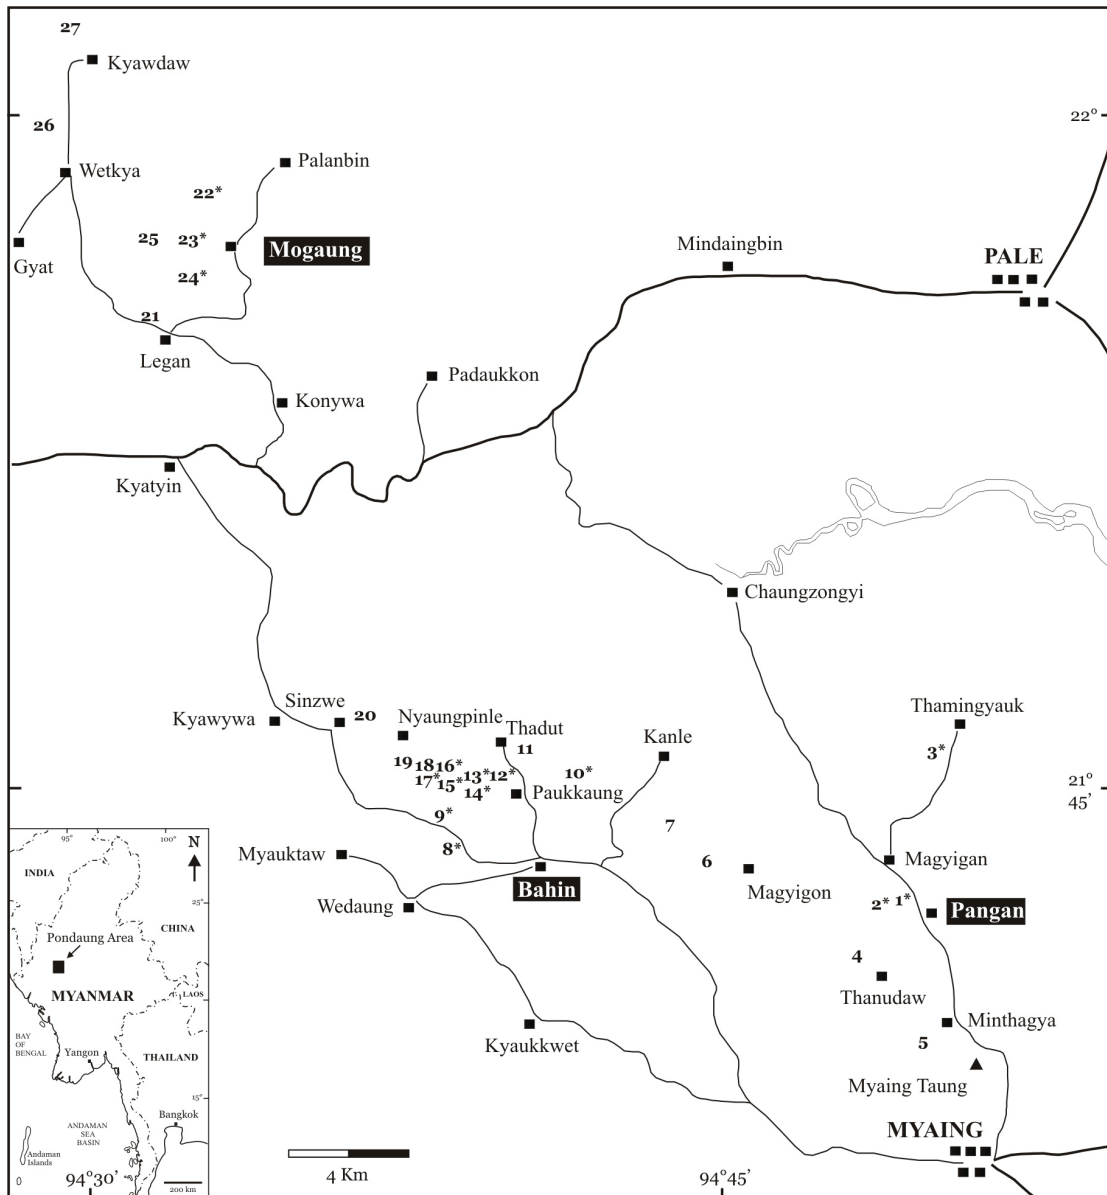 27
Kyawdaw
26
22°
Wetkya
Palanbin
22*
25
23*
Mogaung
Mindaingbin
PALE
Gyat
24*
21
Legan
Padaukkon
Konywa
Kyatyin
Chaungzongyi
Sinzwe
Kyawywa
20
Nyaungpinle
Thadut
11
Kanle
Thamingyauk
3*
19
18
16*
17*
15*
13*
12*
10*
14*
Paukkaung
21°
45’
9*
7
8*
Myauktaw
6
Magyigon
Magyigan
Bahin
Wedaung
2*
1*
Pangan
4
Thanudaw
Minthagya
Kyaukkwet
5
Myaing Taung
MYAING
4 Km
94°30’
94°45’
95°
100°
N
INDIA
25°
CHINA
Pondaung Area
MYANMAR
LAOS
BAY
OF
BENGAL
Yangon
THAILAND
15°
Bangkok
ANDAMAN
SEA
BASIN
Andaman
Islands
0
200 km